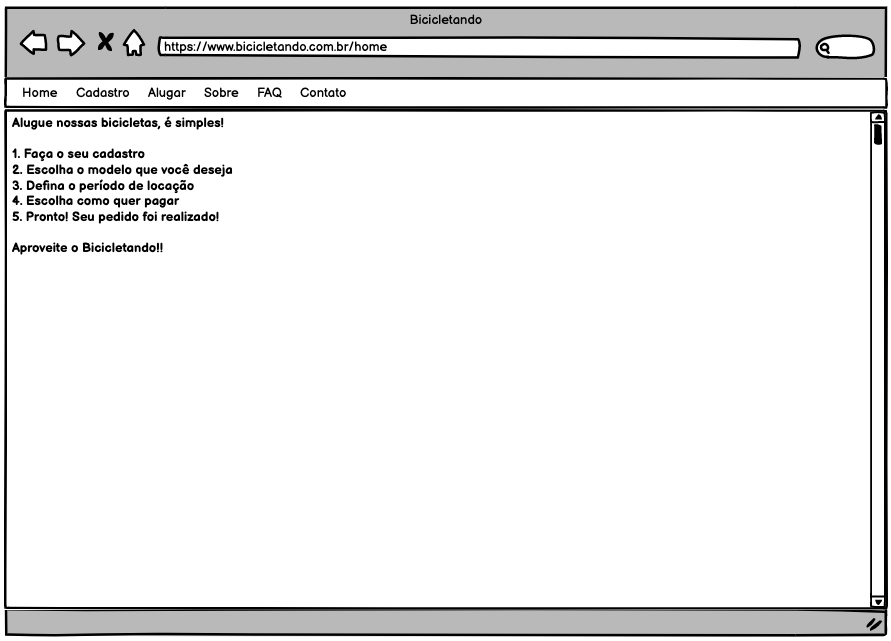 Bicicletando
https://www.bicicletando.com.br/home
Home Cadastro Alugar Sobre FAQ Contato
Alugue nossas bicicletas, é simples!
1. Faça o seu cadastro
2. Escolha o modelo que você deseja
3. Defina o período de locação
4. Escolha como quer pagar
5. Pronto! Seu pedido foi realizado!
Aproveite o Bicicletando!!